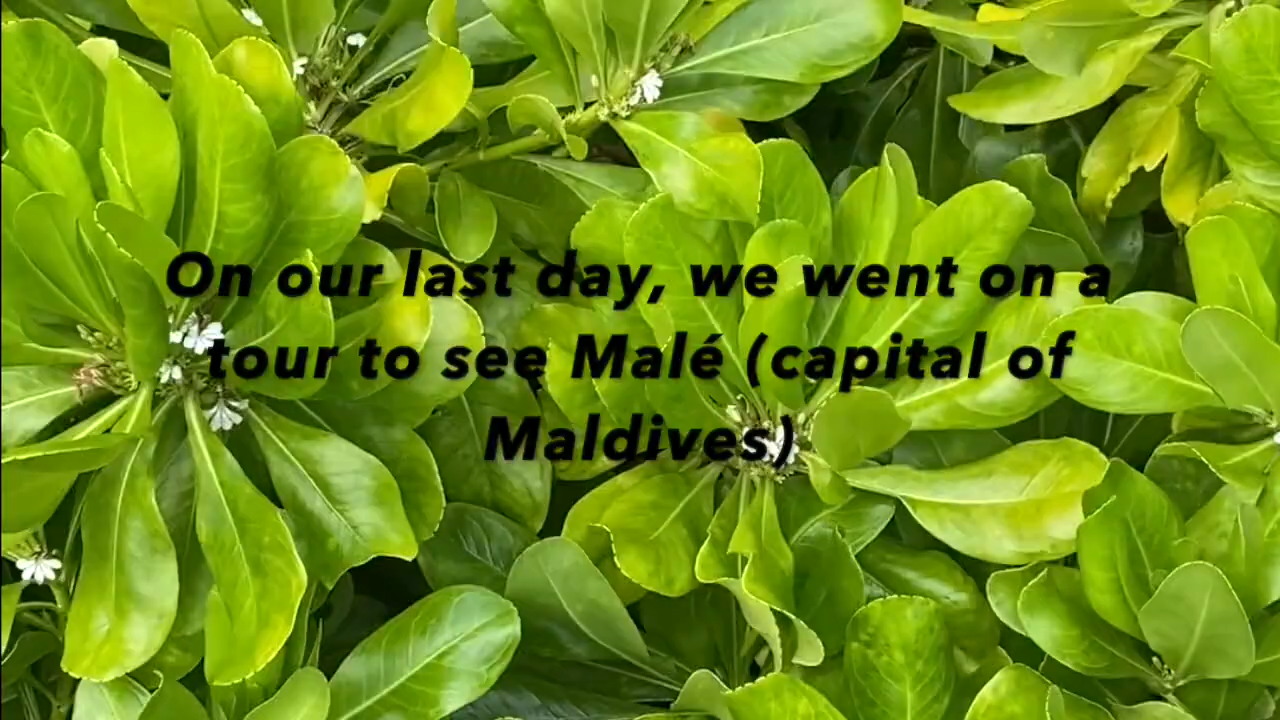 On our last day, we went on a
tour to see Malé (capital of
Maldives)